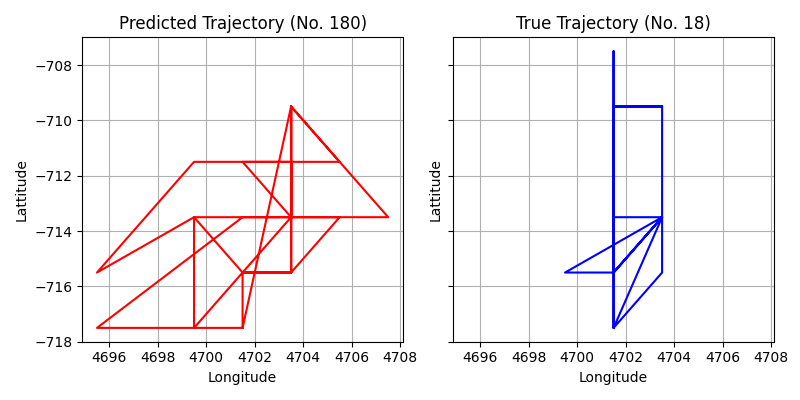 Predicted Trajectory (No. 180)
True Trajectory (No. 18)
Lattitude
−708
−710
−712
−714
−716
−718
4696 4698 4700 4702 4704 4706 4708
Longitude
Lattitude
4696 4698 4700 4702 4704 4706 4708
Longitude